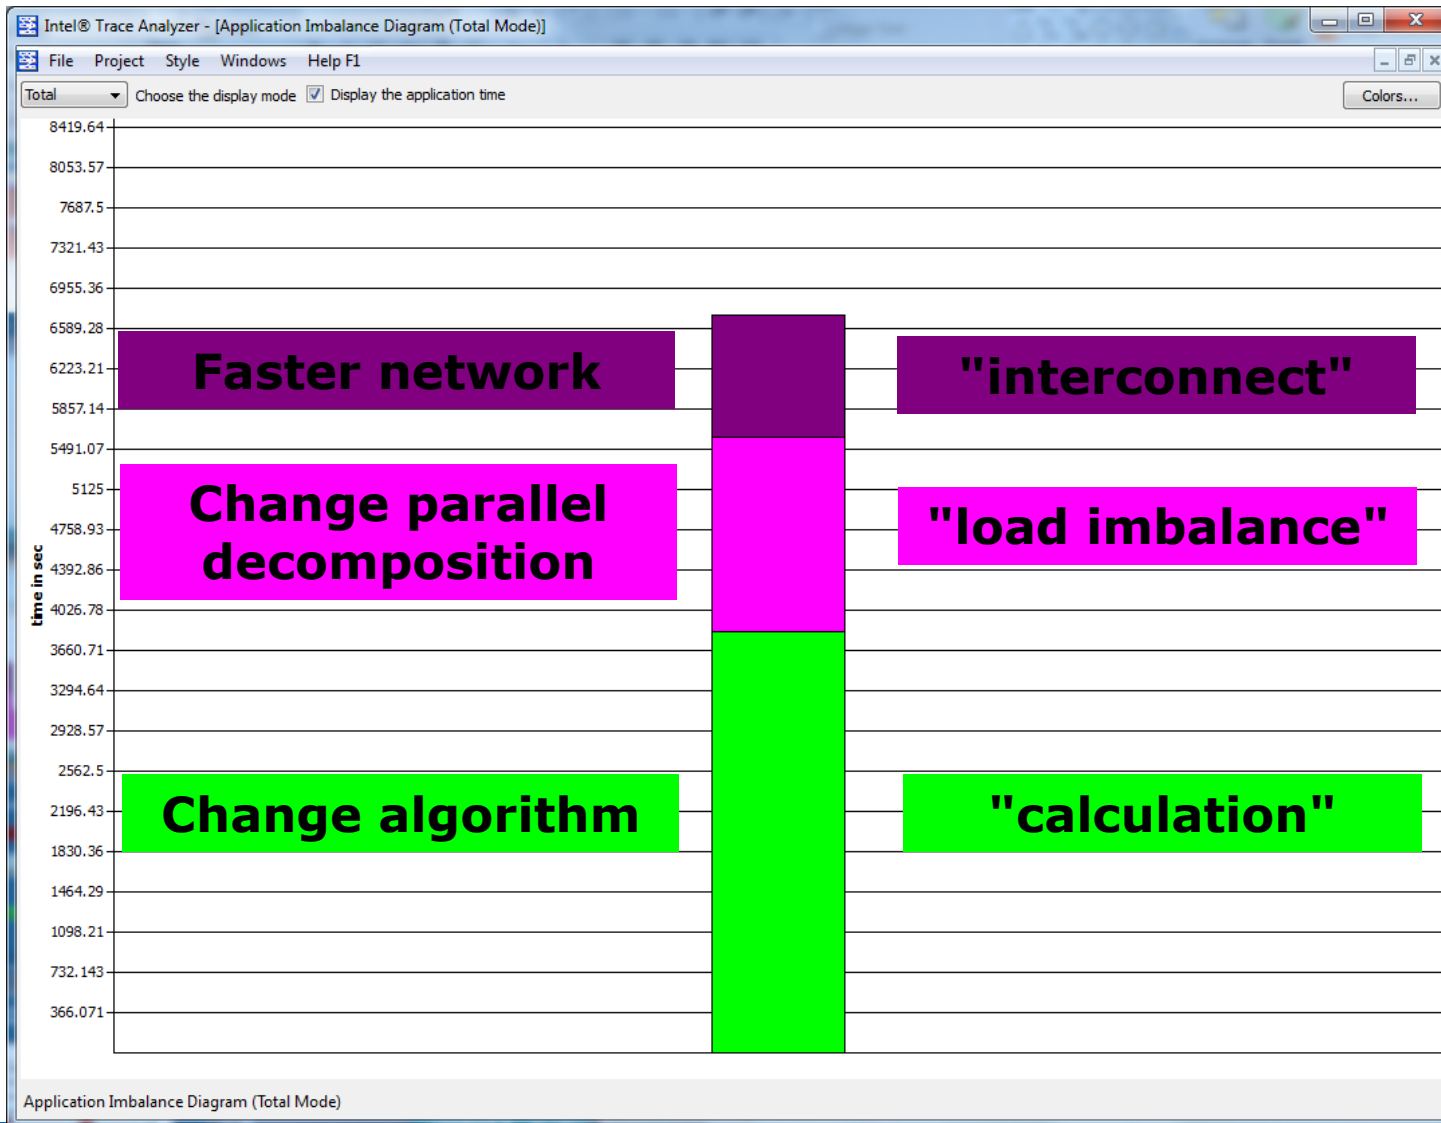 Intel® Trace Analyzer - [Application Imbalance Diagram (Total Mode)]
File Project Style Windows Help F1
Total Choose the display mode Display the application time Colors...
8419.64
8053.57
7687.5
7321.43
6955.36
6589.28
6223.21
5857.14
5491.07
5125
4758.93
4392.86
4026.78
3660.71
3294.64
2928.57
2562.5
2196.43
1830.36
1464.29
1098.21
732.143
366.071
time in sec
Faster network
"interconnect"
Change parallel
decomposition
"load imbalance"
Change algorithm
"calculation"
Application Imbalance Diagram (Total Mode)